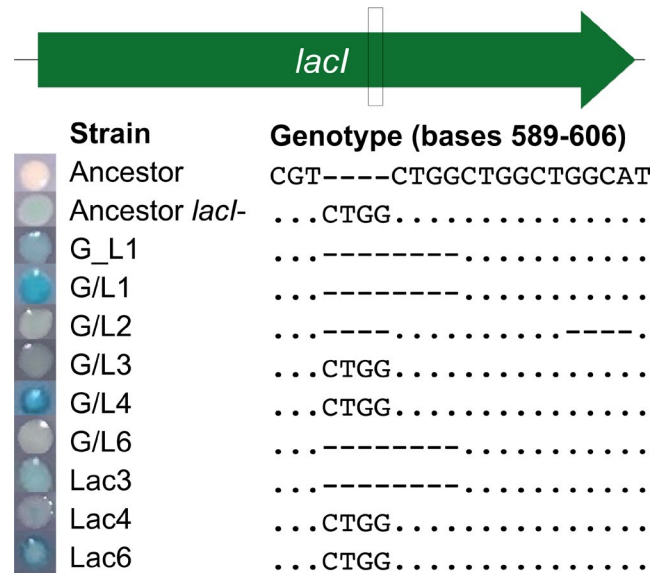 lacI
Strain Genotype (bases 589-606)
Ancestor CGT----CTGGCTGGCTGGCAT
Ancestor lacI- ...CTGG...............
G_L1 ...--------...........
G/L1 ...--------...........
G/L2 ...----..........----.
G/L3 ...CTGG...............
G/L4 ...CTGG...............
G/L6 ...--------...........
Lac3 ...--------...........
Lac4 ...CTGG...............
Lac6 ...CTGG...............